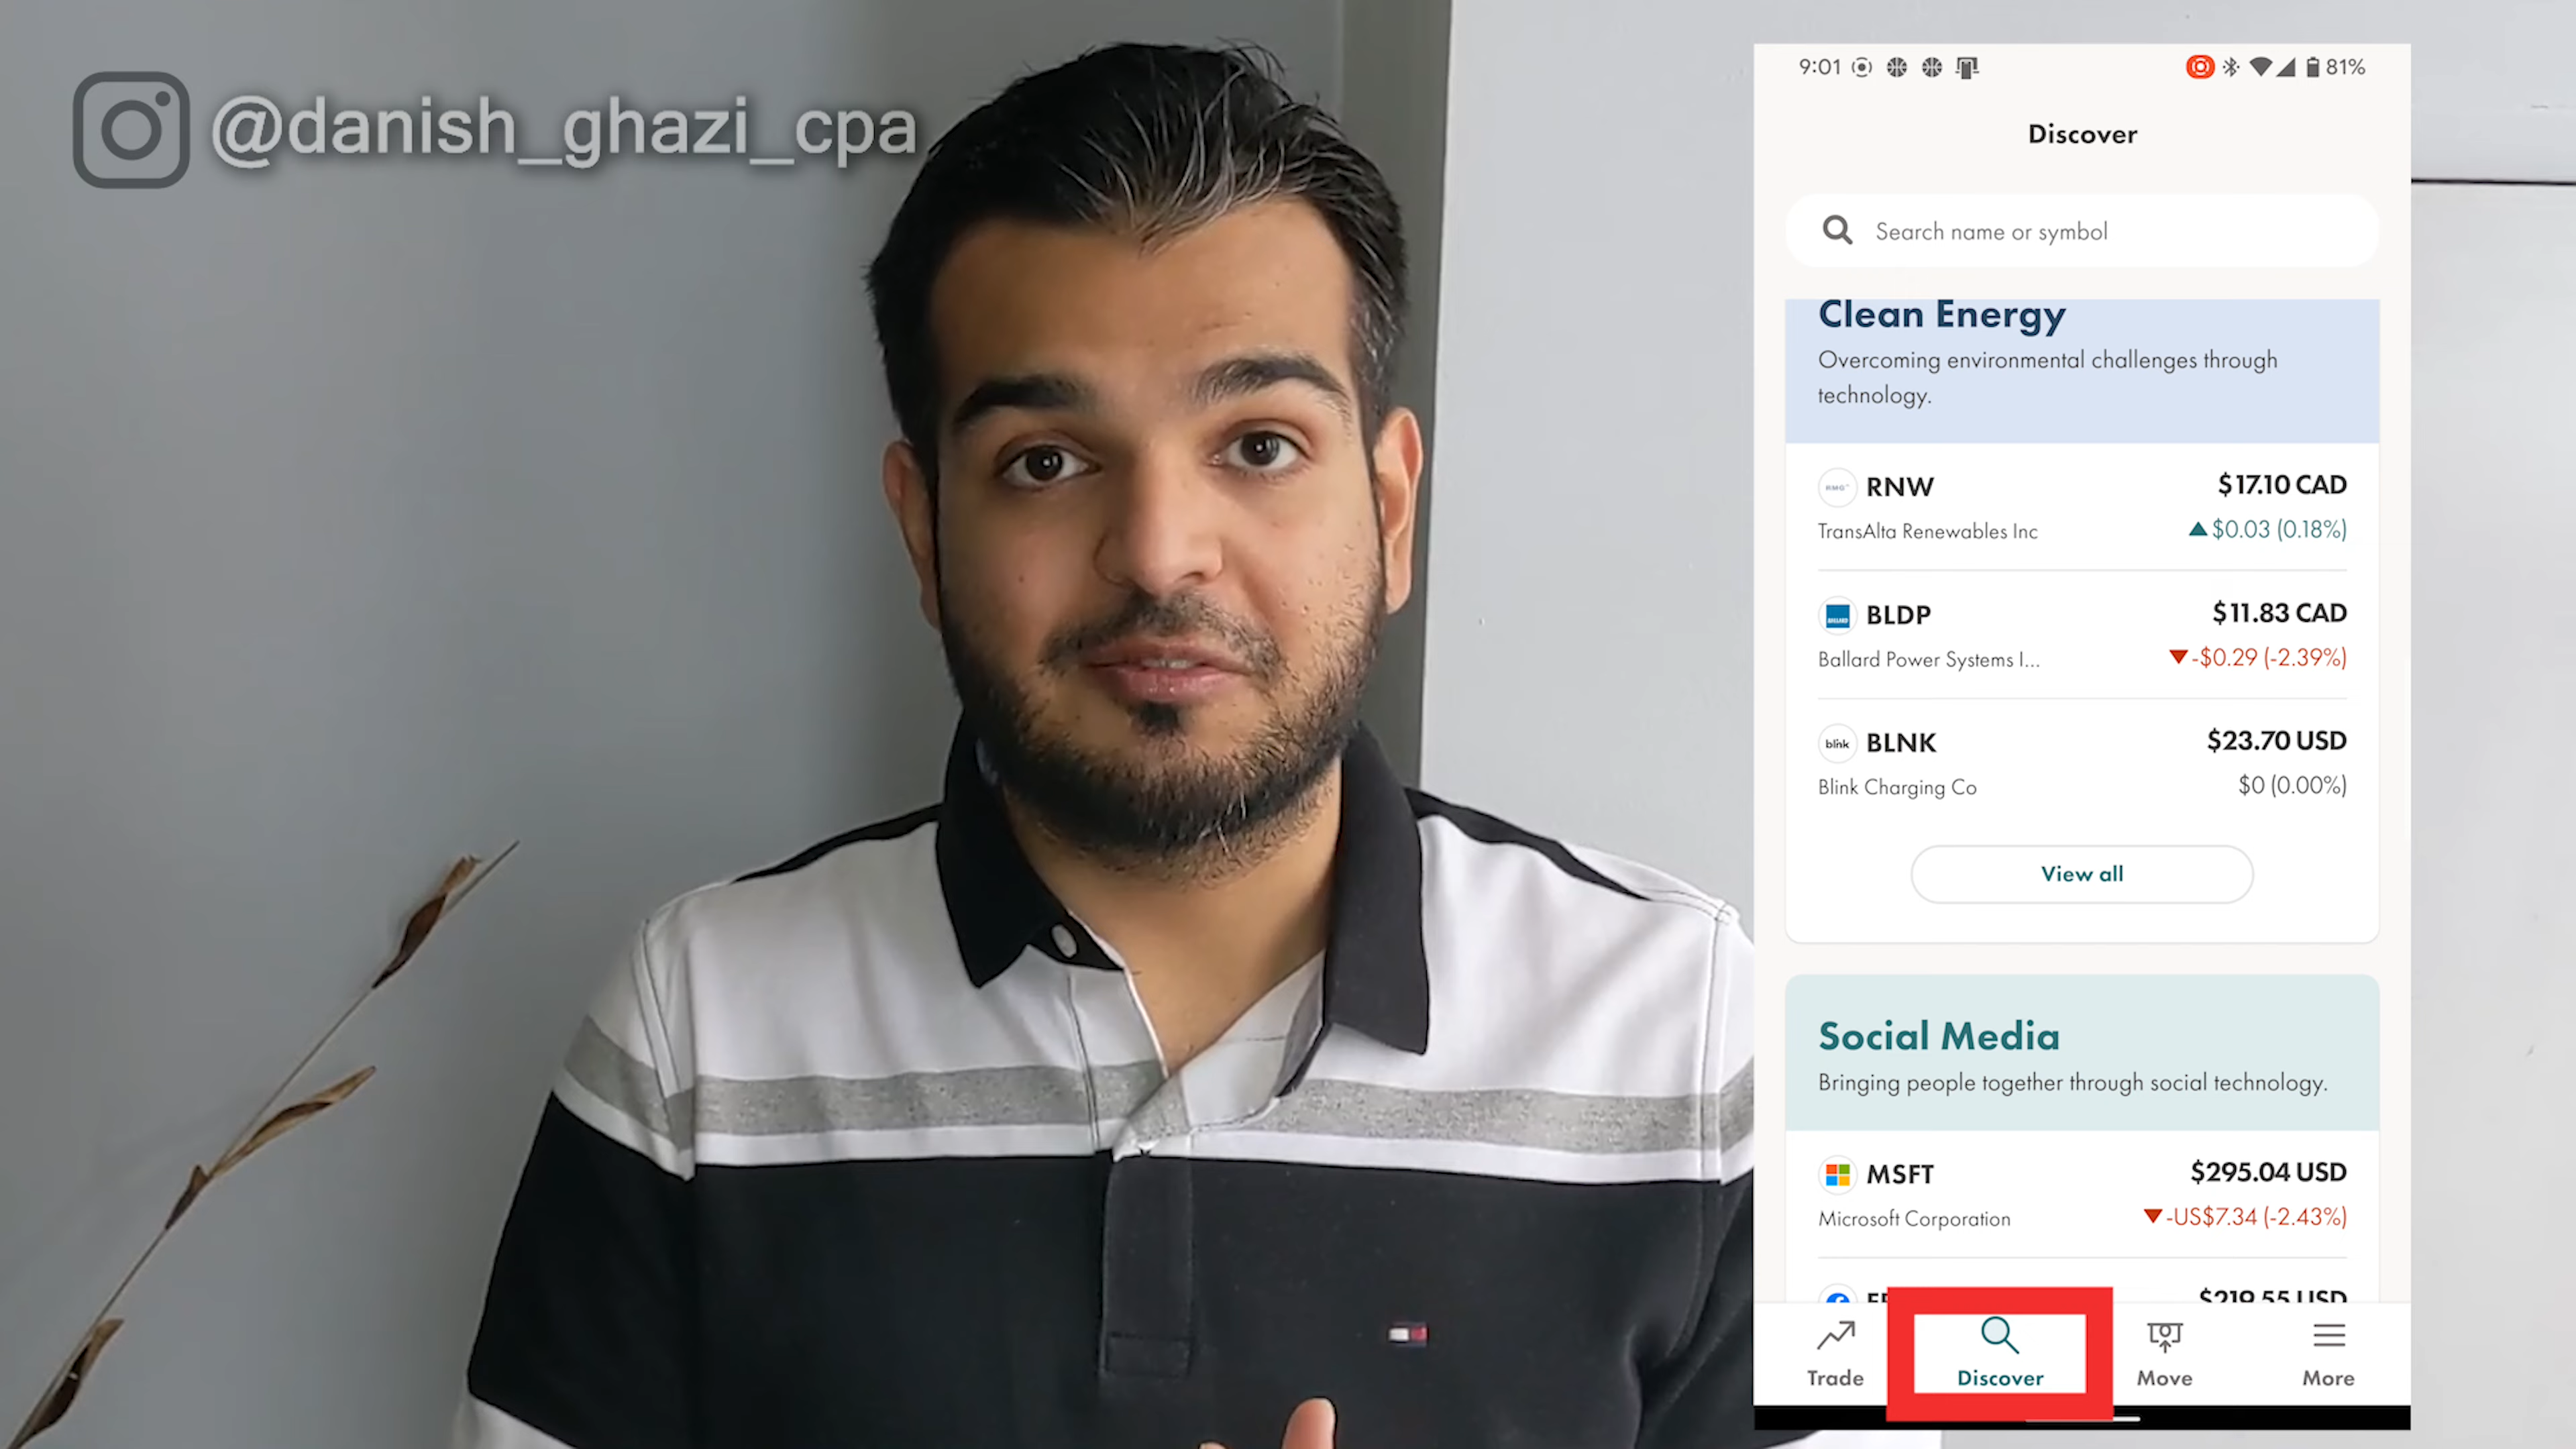 @danish_ghazi_cpa
9:01
81%
Discover
Search name or symbol
Clean Energy
Overcoming environmental challenges through
technology.
RNW
$17.10 CAD
TransAlta Renewables Inc
▲$0.03 (0.18%)
BLDP
$11.83 CAD
Ballard Power Systems I...
▼-$0.29 (-2.39%)
blink BLNK
$23.70 USD
Blink Charging Co
$0 (0.00%)
View all
Social Media
Bringing people together through social technology.
MSFT
$295.04 USD
Microsoft Corporation
▼-US$7.34 (-2.43%)
$219.55 USD
Trade
Discover
Move
More